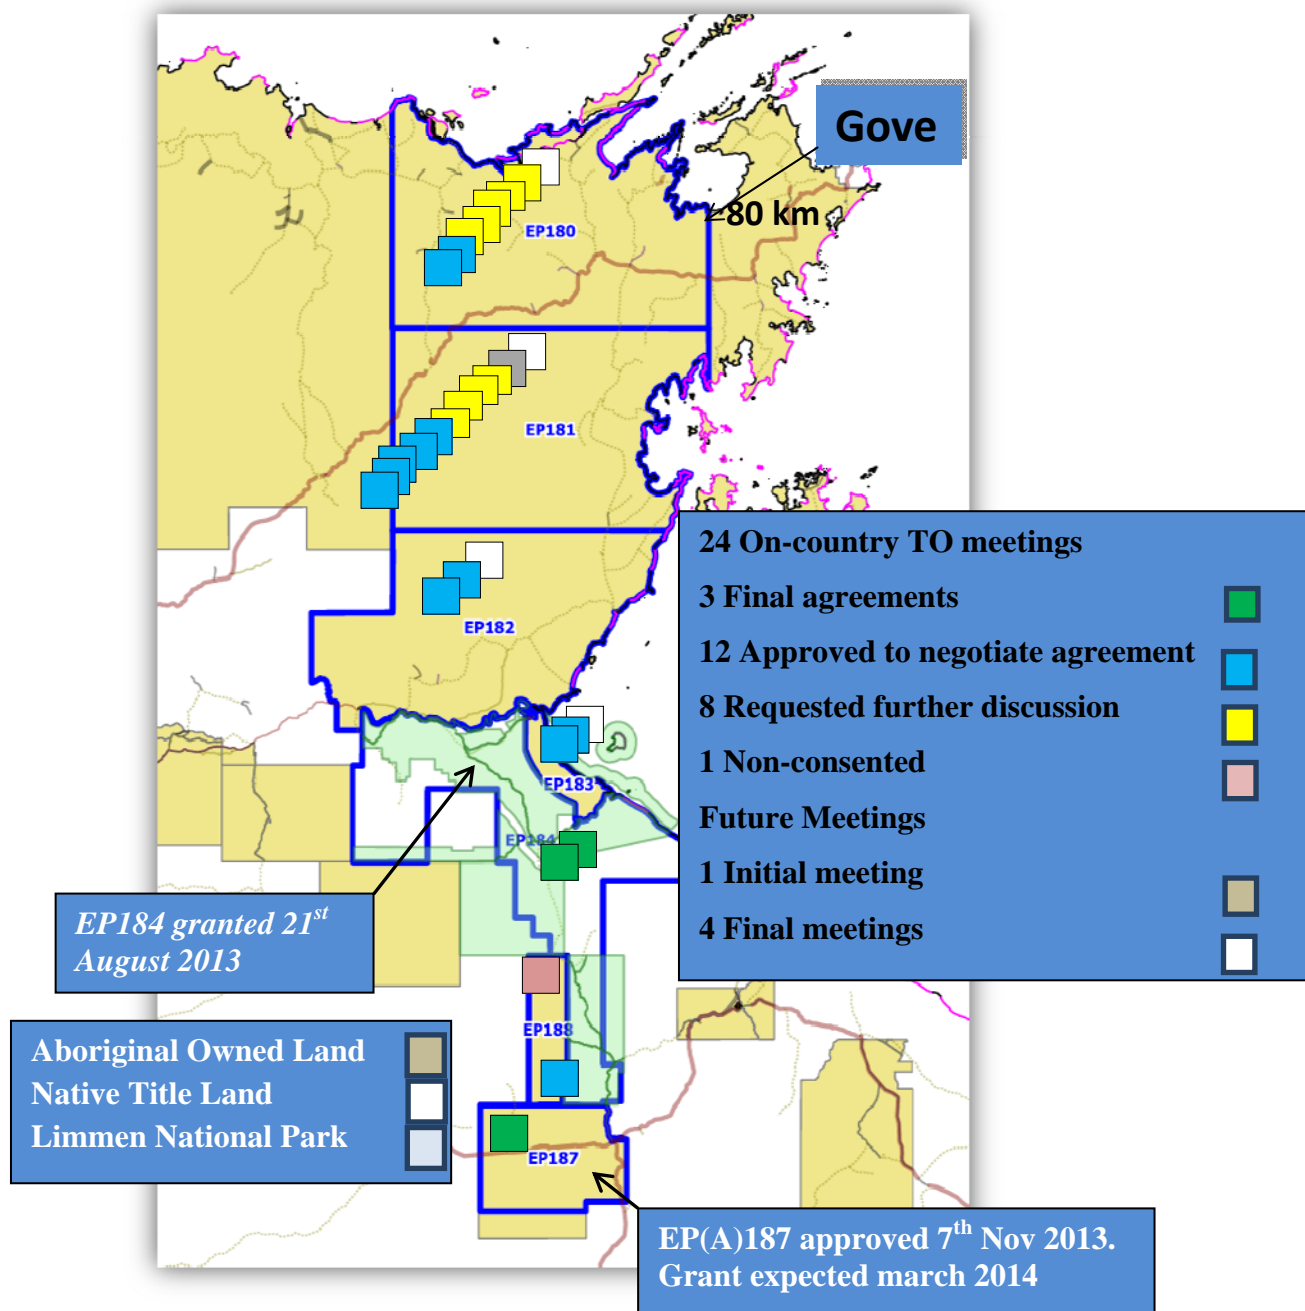 Gove
80 km
EP180
EP181
24 On-country TO meetings
3 Final agreements
12 Approved to negotiate agreement
8 Requested further discussion
1 Non-consented
Future Meetings
1 Initial meeting
4 Final meetings
EP182
EP183
EP184
EP184 granted 21st
August 2013
EP188
Aboriginal Owned Land
Native Title Land
Limmen National Park
EP187
EP(A)187 approved 7th Nov 2013.
Grant expected march 2014